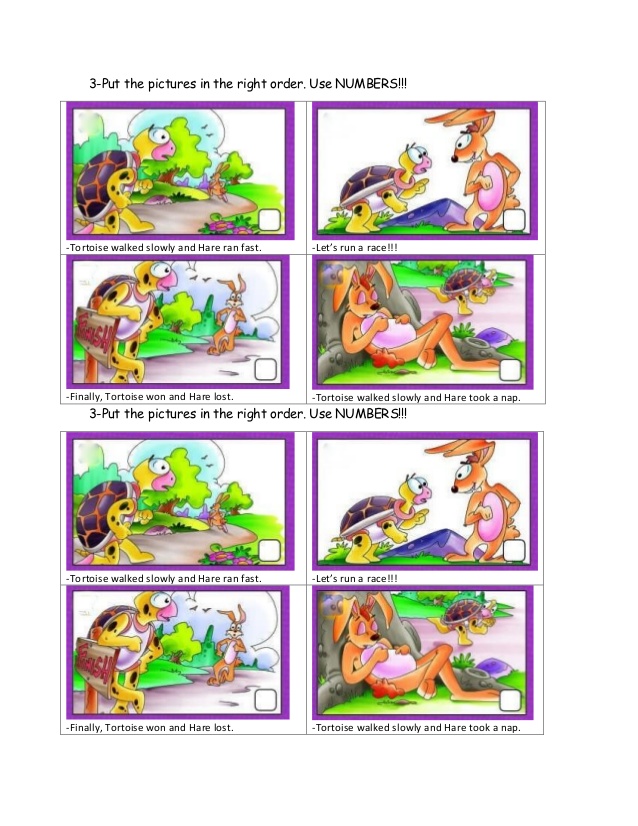 3-Put the pictures in the right order. Use NUMBERS!!!
-Tortoise walked slowly and Hare ran fast.
-Let's run a race!!!
-Finally, Tortoise won and Hare lost.
-Tortoise walked slowly and Hare took a nap.
3-Put the pictures in the right order. Use NUMBERS!!!
-Tortoise walked slowly and Hare ran fast.
-Let's run a race!!!
-Finally, Tortoise won and Hare lost.
-Tortoise walked slowly and Hare took a nap.